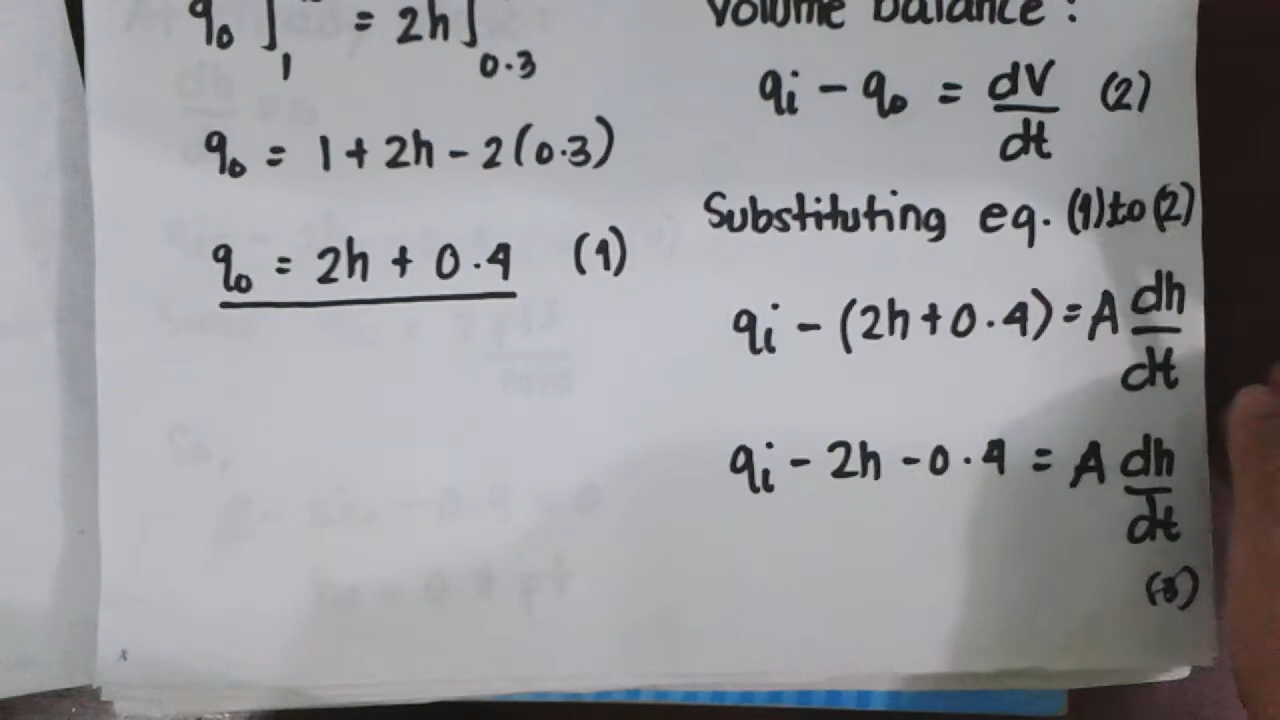 q₀ ]₁ = 2h ]₀.₃
q₀ = 1 + 2h - 2(0.3)
q₀ = 2h + 0.4 (1)
Volume balance :
qi - q₀ = dV/dt (2)
Substituting eq. (1) to (2)
qi - (2h + 0.4) = A dh/dt
qi - 2h - 0.4 = A dh/dt
(3)